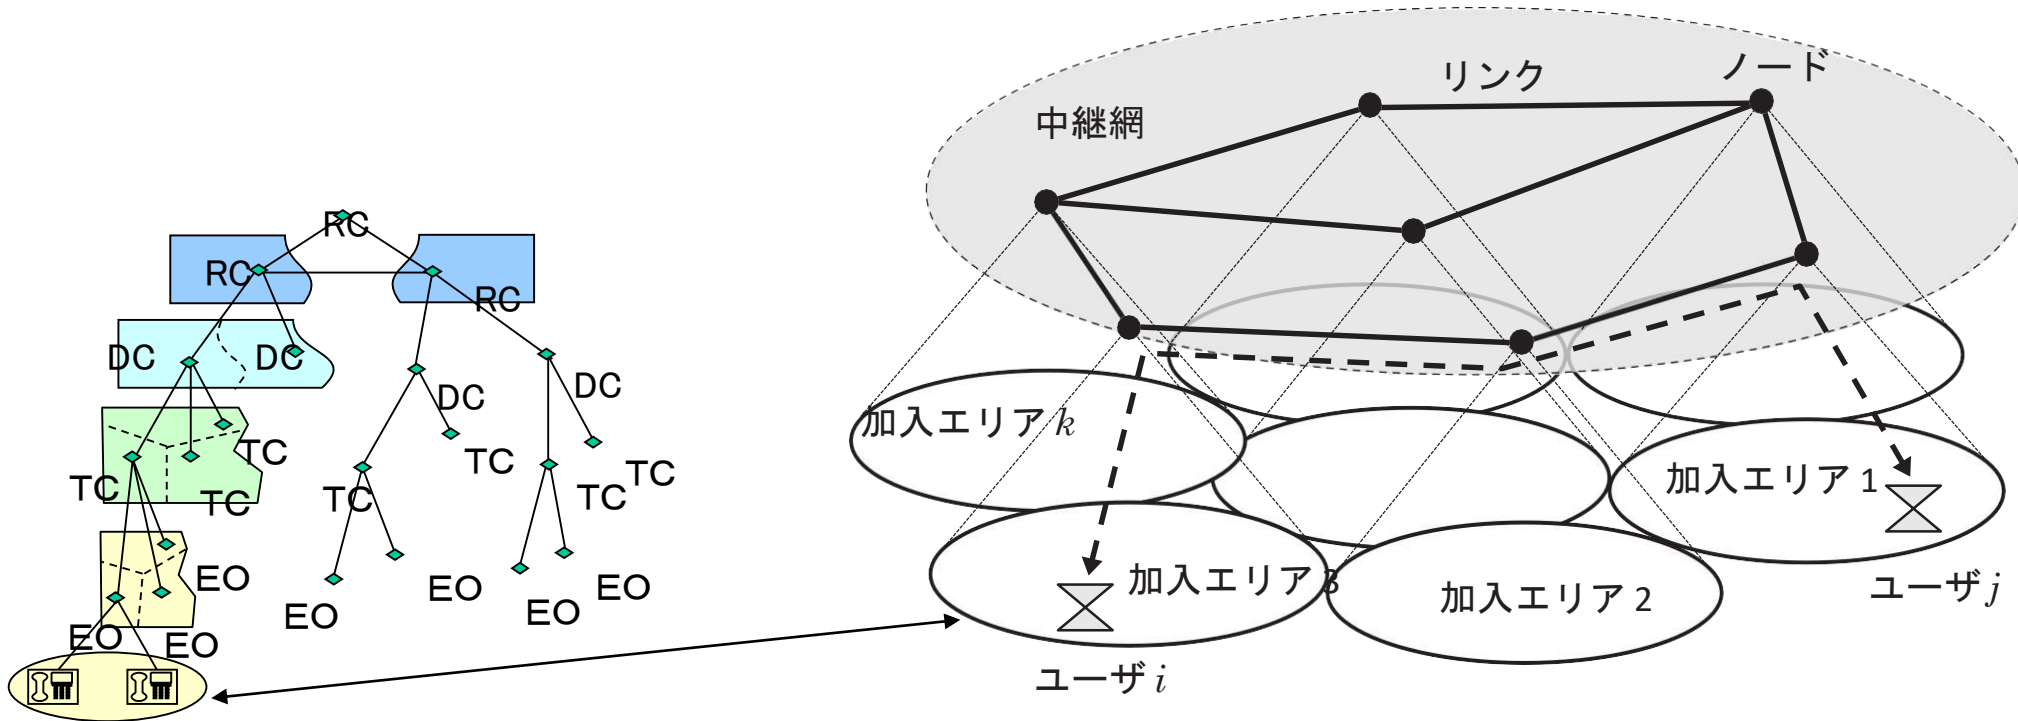 RC
RC
RC
DC
DC
DC
DC
TC
TC
TC
TC
TC
TC
TC
EO
EO
EO
EO
EO
EO
EO
中継網
リンク
ノード
加入エリア k
加入エリア 1
加入エリア 3
加入エリア 2
ユーザ j
ユーザ i